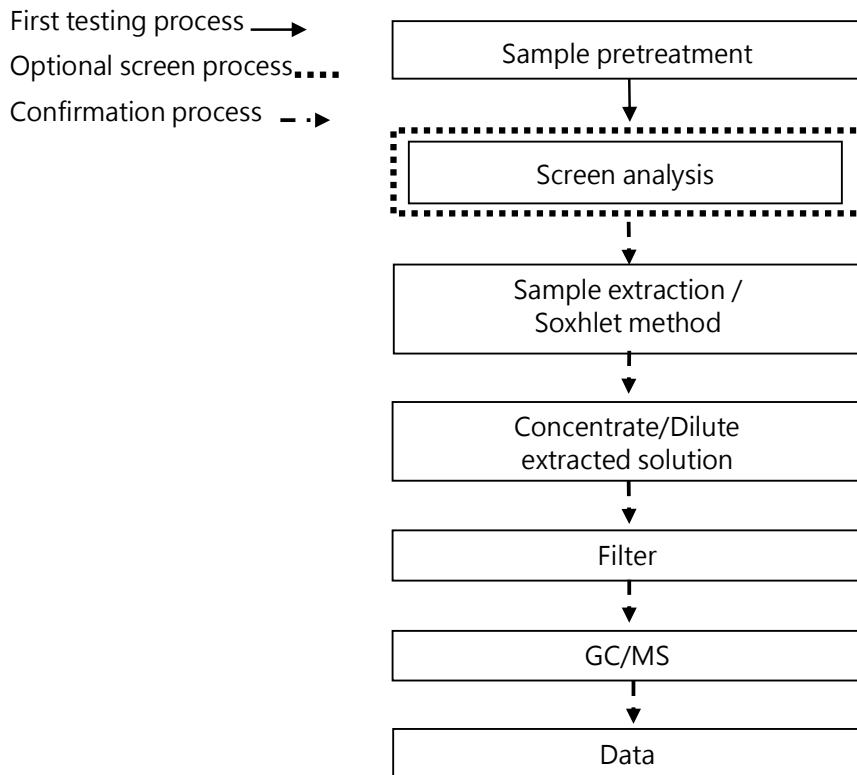 First testing process
Optional screen process
Confirmation process
Sample pretreatment
Screen analysis
Sample extraction /
Soxhlet method
Concentrate/Dilute
extracted solution
Filter
GC/MS
Data